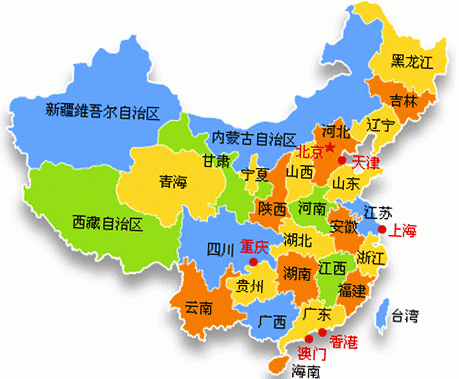 黑龙江
吉林
辽宁
新疆维吾尔自治区
内蒙古自治区
河北
北京
天津
甘肃
宁夏
山西
山东
青海
陕西
河南
江苏
西藏自治区
安徽
上海
四川
重庆
湖北
浙江
湖南
江西
贵州
福建
云南
广西
广东
台湾
香港
澳门
海南